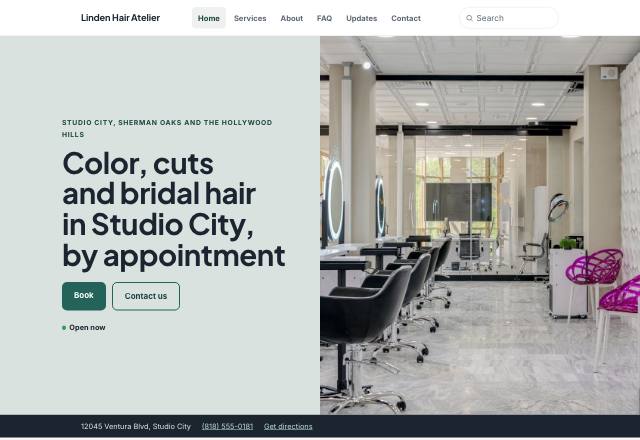 Linden Hair Atelier
Home
Services
About
FAQ
Updates
Contact
Search
STUDIO CITY, SHERMAN OAKS AND THE HOLLYWOOD
HILLS
Color, cuts
and bridal hair
in Studio City,
by appointment
Book
Contact us
Open now
12045 Ventura Blvd, Studio City
(818) 555-0181
Get directions